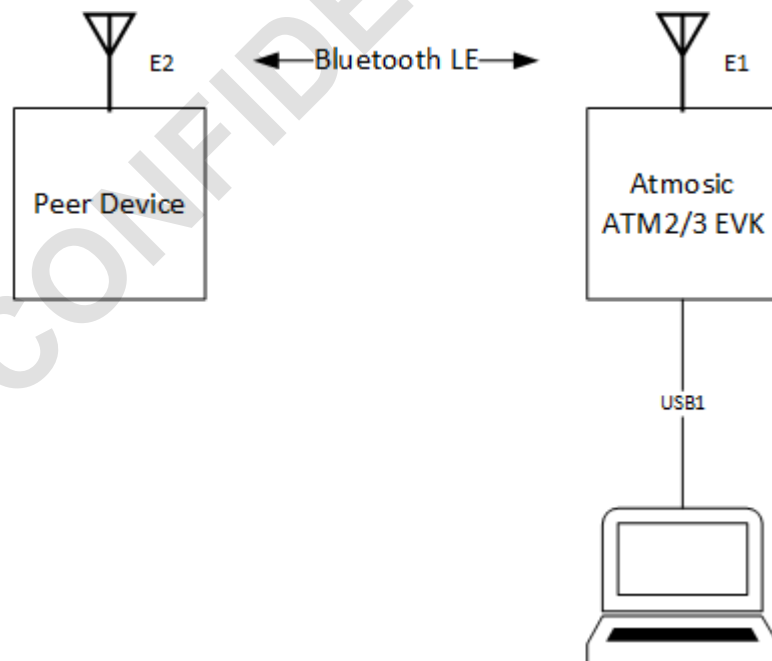 E2
Bluetooth LE
E1
Peer Device
Atmosic
ATM2/3 EVK
USB1
CONFIDE